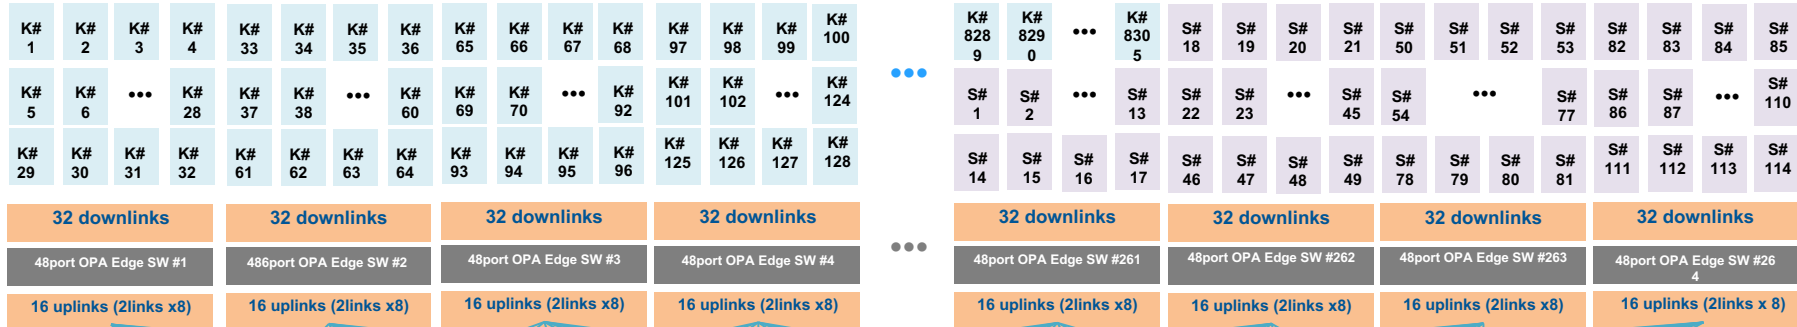 K# 1 K# 2 K# 3 K# 4 K# 33 K# 34 K# 35 K# 36 K# 65 K# 66 K# 67 K# 68 K# 97 K# 98 K# 99 K# 100 K# 828 9 K# 829 0 ••• K# 830 5 S# 18 S# 19 S# 20 S# 21 S# 50 S# 51 S# 52 S# 53 S# 82 S# 83 S# 84 S# 85
K# 5 K# 6 ••• K# 28 K# 37 K# 38 ••• K# 60 K# 69 K# 70 ••• K# 92 K# 101 K# 102 ••• K# 124 ••• S# 1 S# 2 ••• S# 13 S# 22 S# 23 ••• S# 45 S# 54 ••• S# 77 S# 86 S# 87 ••• S# 110
K# 29 K# 30 K# 31 K# 32 K# 61 K# 62 K# 63 K# 64 K# 93 K# 94 K# 95 K# 96 K# 125 K# 126 K# 127 K# 128 S# 14 S# 15 S# 16 S# 17 S# 46 S# 47 S# 48 S# 49 S# 78 S# 79 S# 80 S# 81 S# 111 S# 112 S# 113 S# 114
32 downlinks 32 downlinks 32 downlinks 32 downlinks 32 downlinks 32 downlinks 32 downlinks 32 downlinks
48port OPA Edge SW #1 486port OPA Edge SW #2 48port OPA Edge SW #3 48port OPA Edge SW #4 ••• 48port OPA Edge SW #261 48port OPA Edge SW #262 48port OPA Edge SW #263 48port OPA Edge SW #26 4
16 uplinks (2links x8) 16 uplinks (2links x8) 16 uplinks (2links x8) 16 uplinks (2links x8) 16 uplinks (2links x8) 16 uplinks (2links x8) 16 uplinks (2links x8) 16 uplinks (2links x 8)